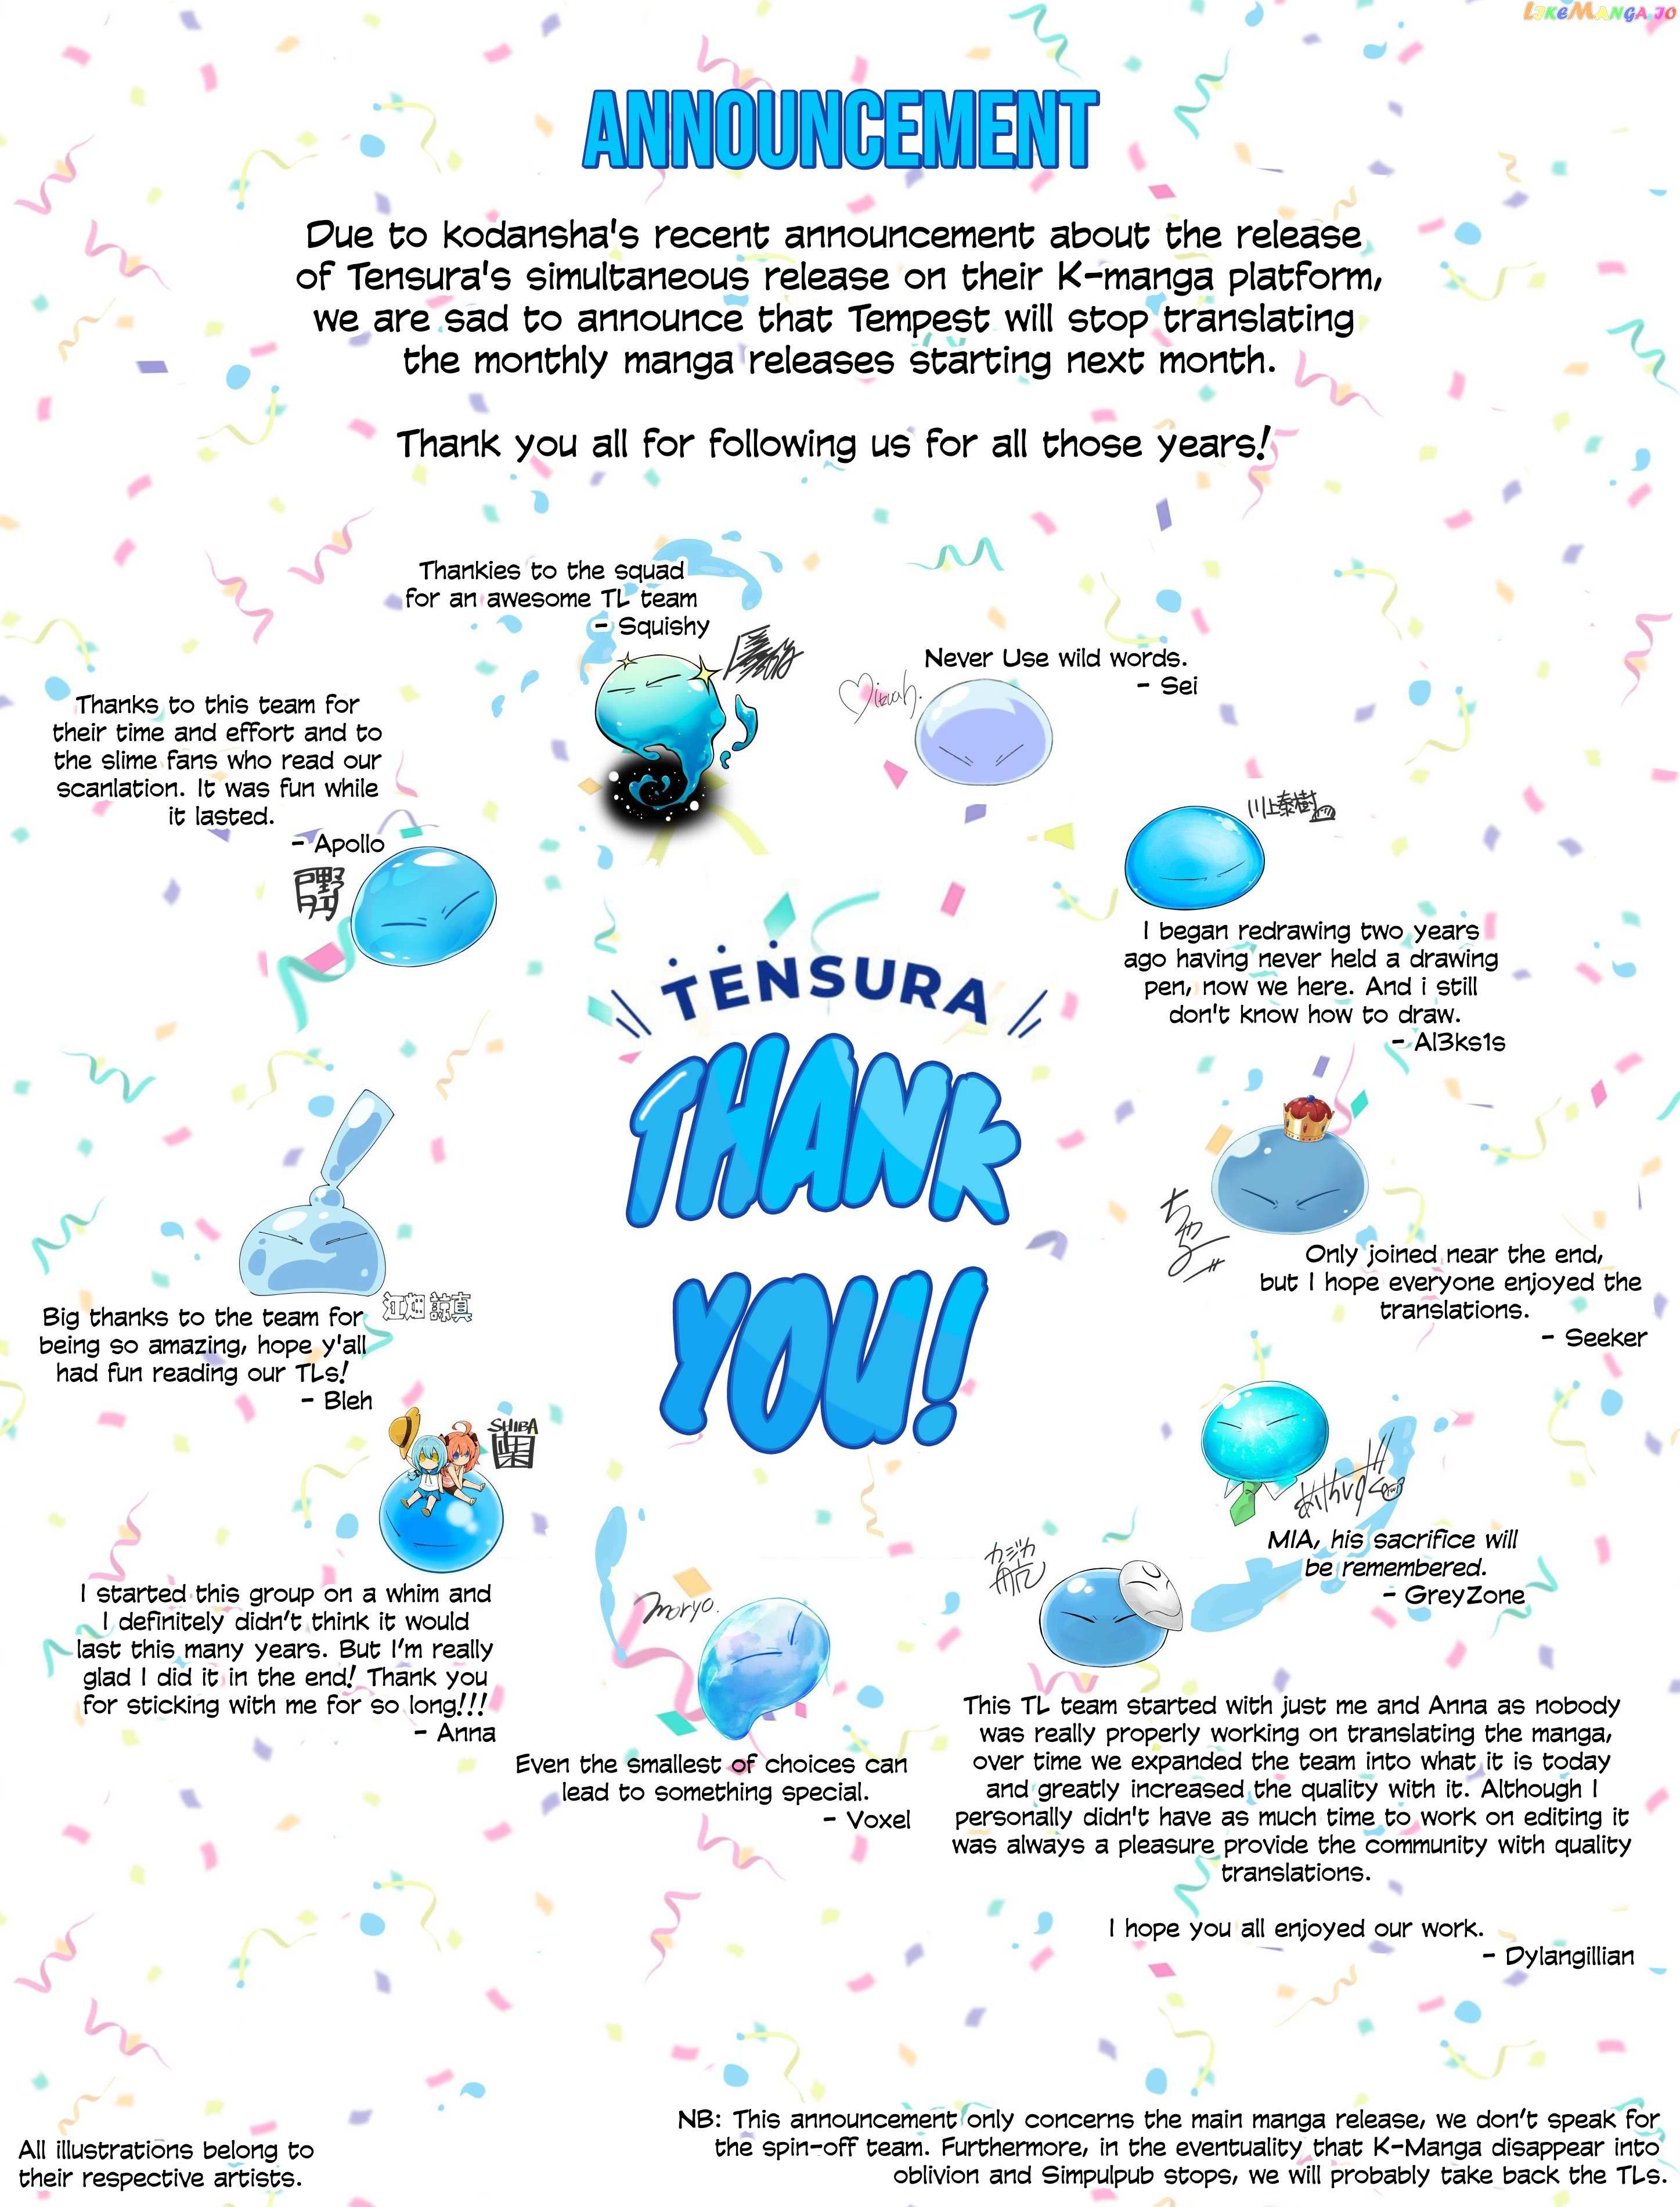 LIKEMANGA.IO
ANNOUNCEMENT
Due to kodansha's recent announcement about the release
of Tensura's simultaneous release on their K-manga platform,
we are sad to announce that Tempest will stop translating
the monthly manga releases starting next month.
Thank you all for following us for all those years!
Thankies to the squad
for an awesome TL team
- Squishy
Never Use wild words.
- Sei
Thanks to this team for
their time and effort and to
the slime fans who read our
scanlation. It was fun while
it lasted.
- Apollo
川上泰樹
I began redrawing two years
ago having never held a drawing
pen, now we here. And i still
don't know how to draw.
- Al3ks1s
TENSURA
THANK
YOU!
Only joined near the end,
but I hope everyone enjoyed the
translations.
- Seeker
江畑諒真
Big thanks to the team for
being so amazing, hope y'all
had fun reading our TLs!
- Bleh
SHIBA
柴
MIA, his sacrifice will
be remembered.
- GreyZone
I started this group on a whim and
I definitely didn't think it would
last this many years. But I'm really
glad I did it in the end! Thank you
for sticking with me for so long!!!
- Anna
moryo.
Even the smallest of choices can
lead to something special.
- Voxel
カジカ
航
This TL team started with just me and Anna as nobody
was really properly working on translating the manga,
over time we expanded the team into what it is today
and greatly increased the quality with it. Although I
personally didn't have as much time to work on editing it
was always a pleasure provide the community with quality
translations.
I hope you all enjoyed our work.
- Dylangillian
All illustrations belong to
their respective artists.
NB: This announcement only concerns the main manga release, we don't speak for
the spin-off team. Furthermore, in the eventuality that K-Manga disappear into
oblivion and Simpulpub stops, we will probably take back the TLs.